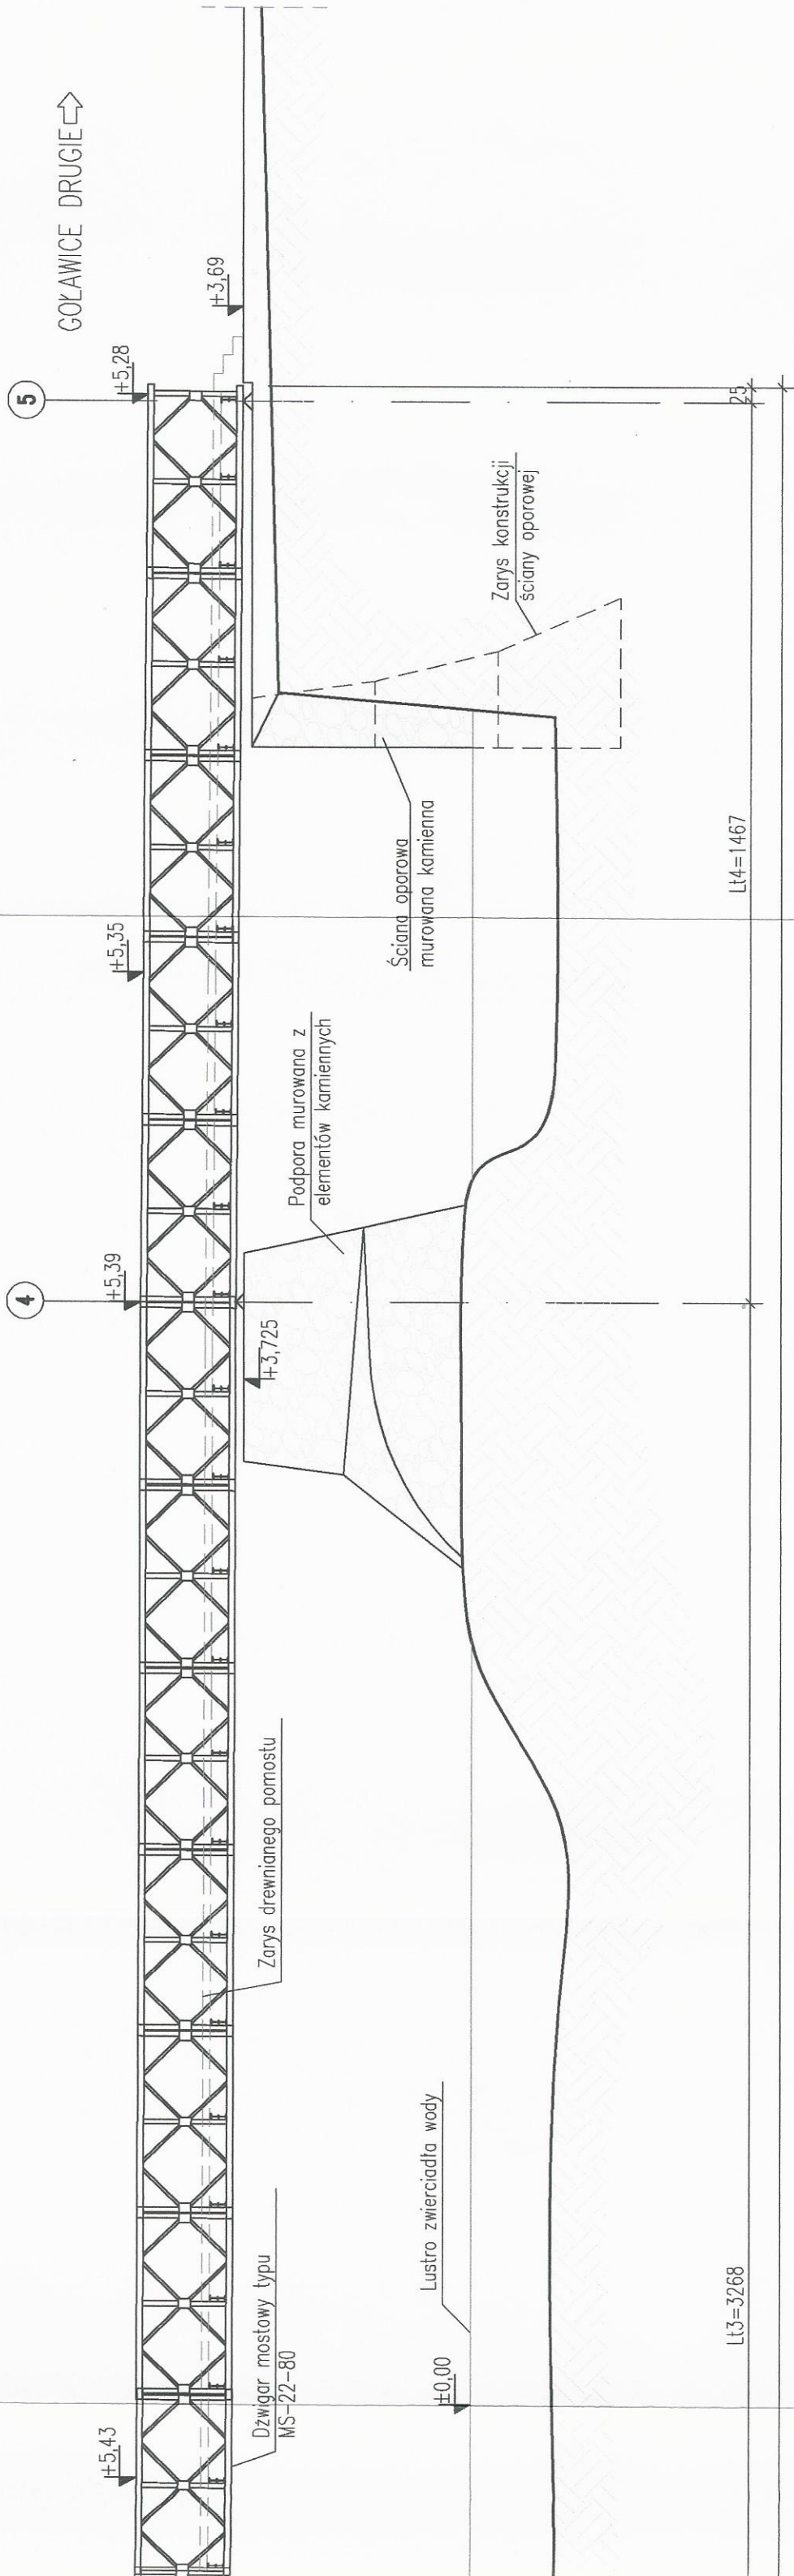 GOŁAWICE DRUGIE
5
+5,28
+3,69
25
Zarys konstrukcji
ściany oporowej
Ściana oporowa
murowana kamienna
Lt4=1467
+5,35
Podpora murowana z
elementów kamiennych
4
+5,39
+3,725
Zarys drewnianego pomostu
Lustro zwierciadła wody
±0,00
Dźwigar mostowy typu
MS-22-80
+5,43
Lt3=3268